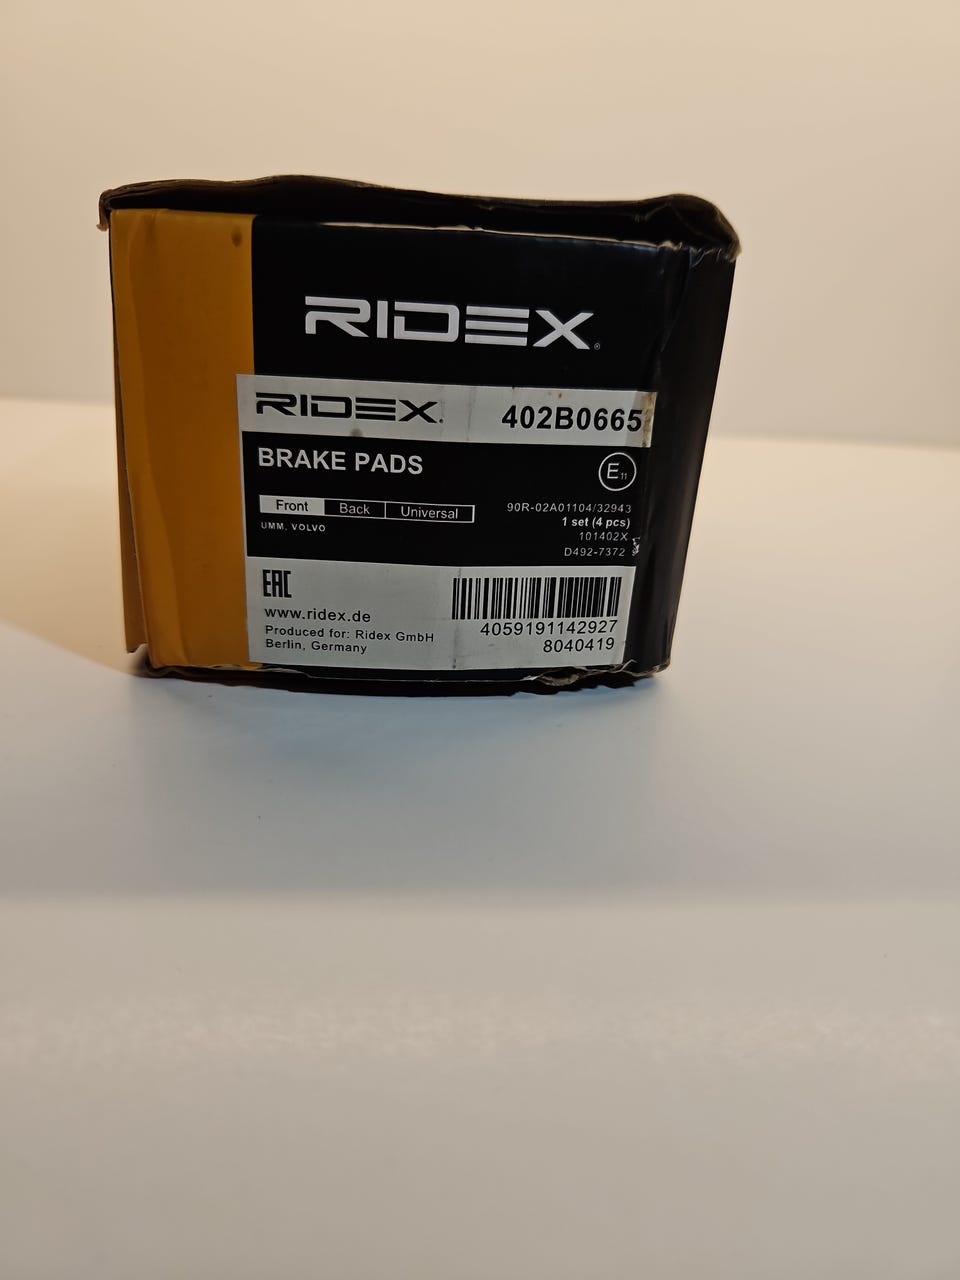 RIDEX®
RIDEX® 402B0665
BRAKE PADS
E11
Front Back Universal
UMM, VOLVO
90R-02A01104/32943
1 set (4 pcs)
101402X
D492-7372
EAC
www.ridex.de
Produced for: Ridex GmbH
Berlin, Germany
4059191142927
8040419